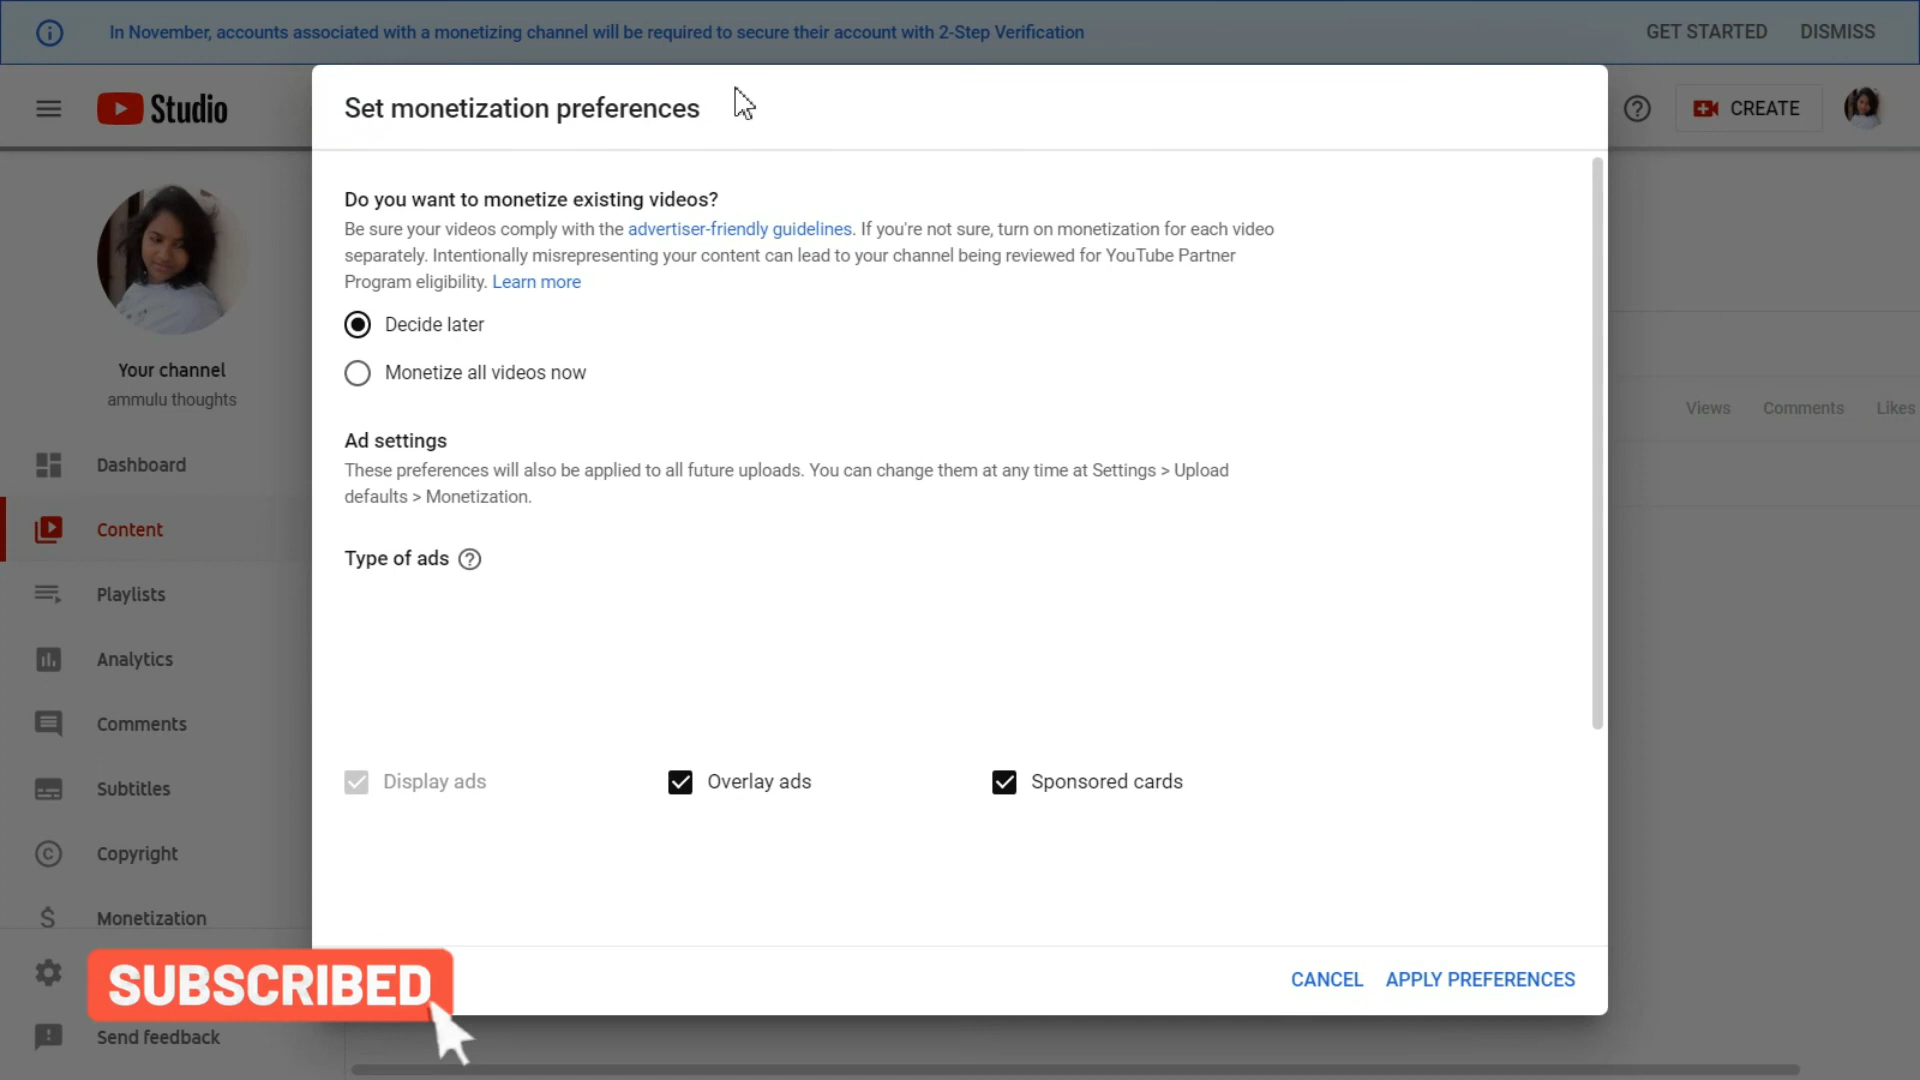 In November, accounts associated with a monetizing channel will be required to secure their account with 2-Step Verification
GET STARTED
DISMISS
Studio
Set monetization preferences
CREATE
Do you want to monetize existing videos?
Be sure your videos comply with the advertiser-friendly guidelines. If you're not sure, turn on monetization for each video
separately. Intentionally misrepresenting your content can lead to your channel being reviewed for YouTube Partner
Program eligibility. Learn more
Decide later
Monetize all videos now
Your channel
ammulu thoughts
Views
Comments
Likes
Ad settings
These preferences will also be applied to all future uploads. You can change them at any time at Settings > Upload
defaults > Monetization.
Type of ads
Display ads
Overlay ads
Sponsored cards
Dashboard
Content
Playlists
Analytics
Comments
Subtitles
Copyright
Monetization
SUBSCRIBED
Send feedback
CANCEL
APPLY PREFERENCES